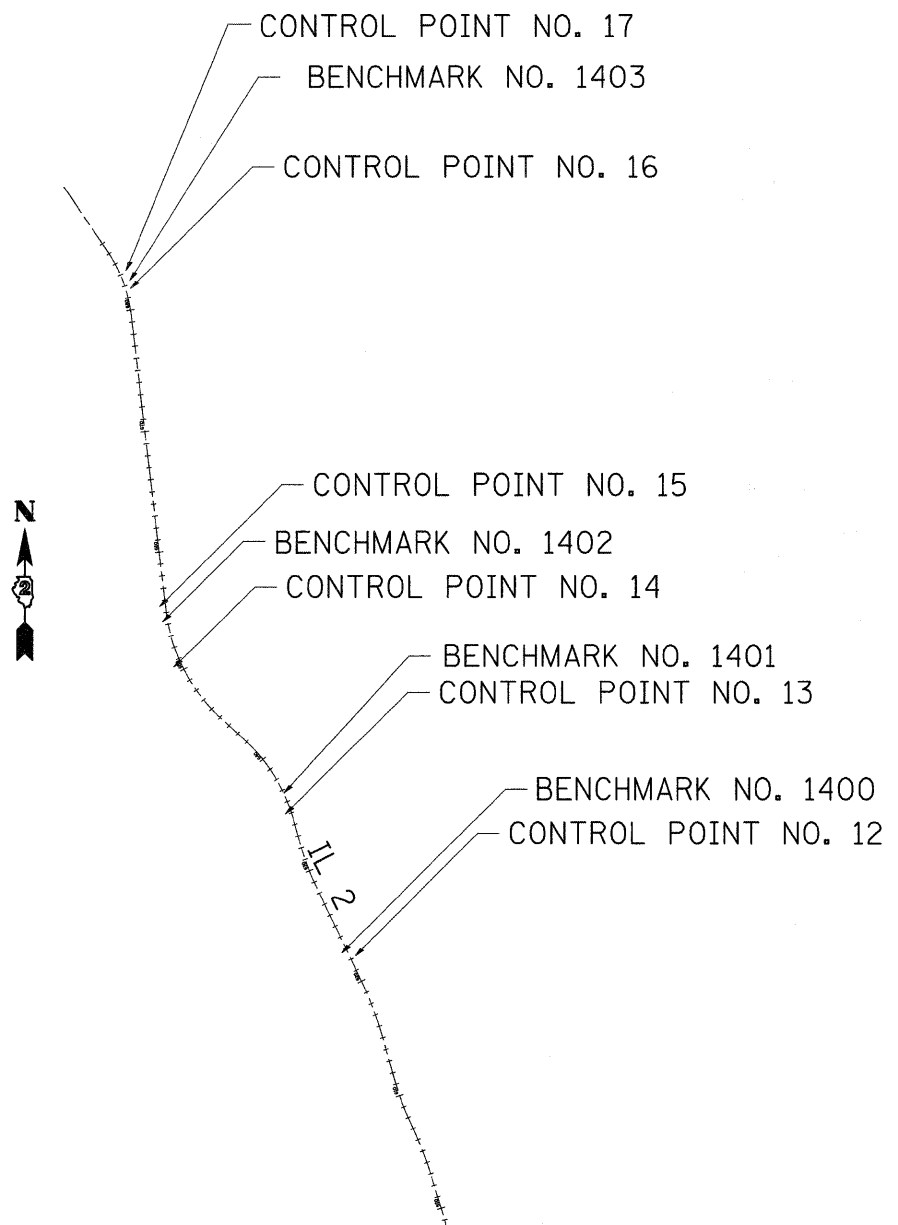 CONTROL POINT NO. 17
BENCHMARK NO. 1403
CONTROL POINT NO. 16
CONTROL POINT NO. 15
N
BENCHMARK NO. 1402
2
CONTROL POINT NO. 14
BENCHMARK NO. 1401
CONTROL POINT NO. 13
BENCHMARK NO. 1400
CONTROL POINT NO. 12
IL 2